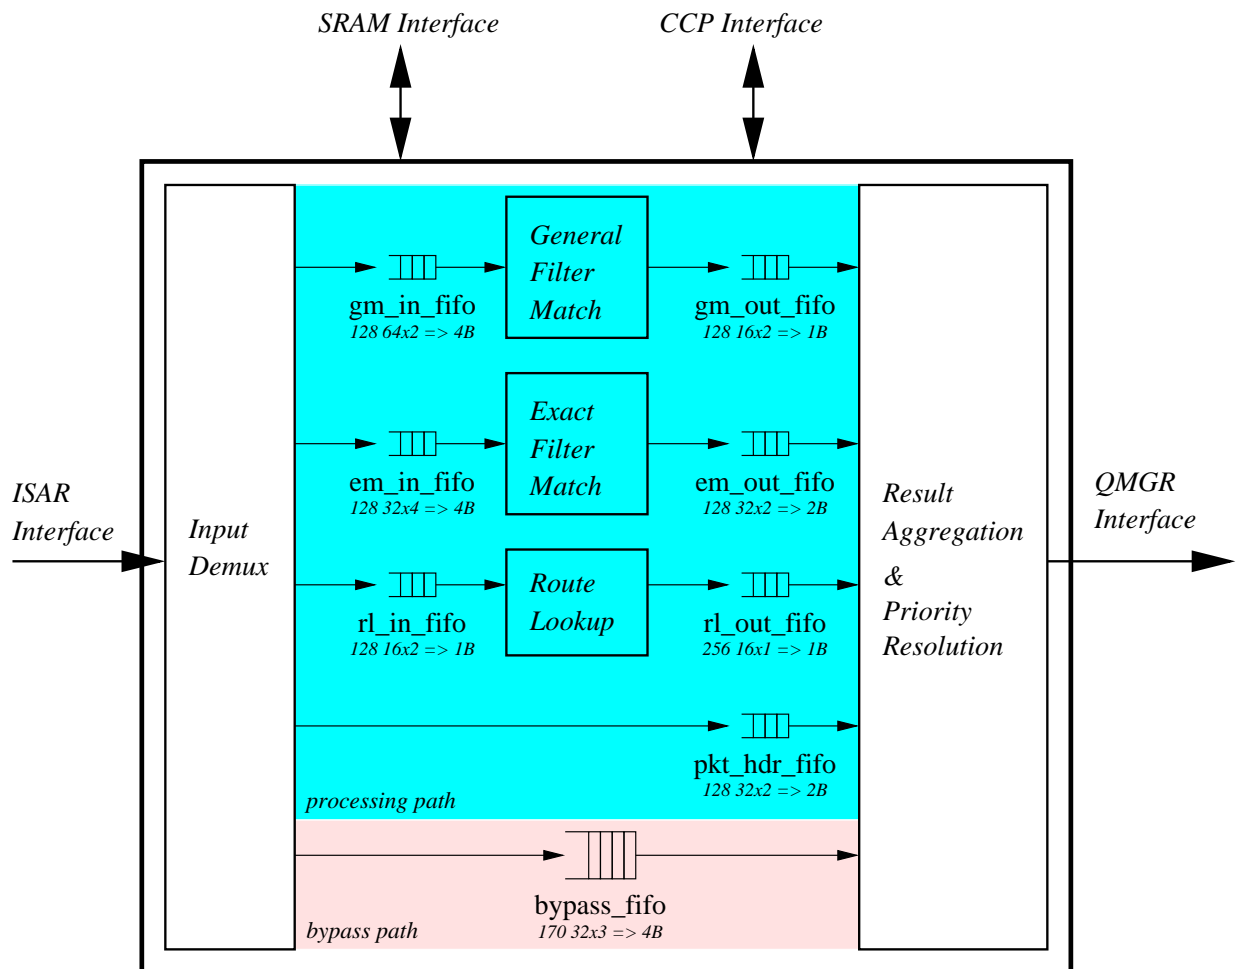 SRAM Interface
CCP Interface
General
Filter
Match
gm_in_fifo
128 64x2 => 4B
gm_out_fifo
128 16x2 => 1B
Exact
Filter
Match
em_in_fifo
128 32x4 => 4B
em_out_fifo
128 32x2 => 2B
ISAR
Interface
Input
Demux
Result
Aggregation
&
Priority
Resolution
QMGR
Interface
Route
Lookup
rl_in_fifo
128 16x2 => 1B
rl_out_fifo
256 16x1 => 1B
pkt_hdr_fifo
128 32x2 => 2B
processing path
bypass_fifo
170 32x3 => 4B
bypass path